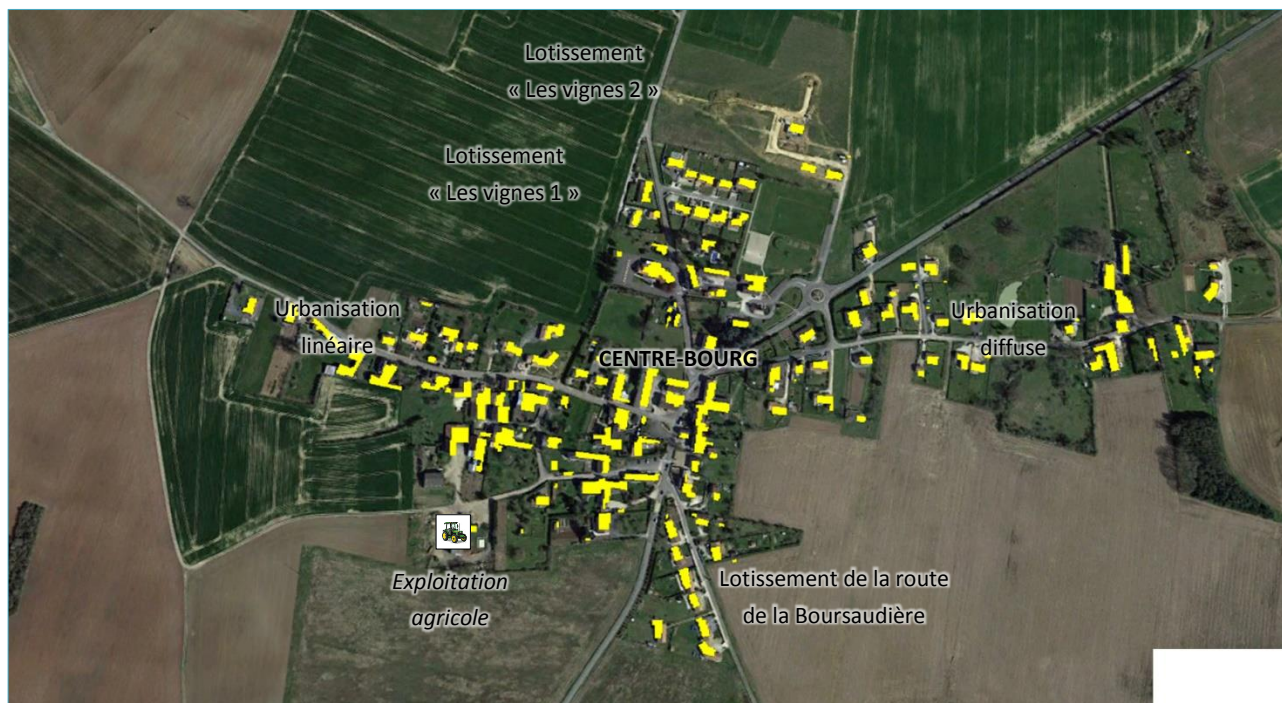 Lotissement
« Les vignes 2 »
Lotissement
« Les vignes 1 »
Urbanisation
linéaire
CENTRE-BOURG
Urbanisation
diffuse
Exploitation
agricole
Lotissement de la route
de la Boursaudière